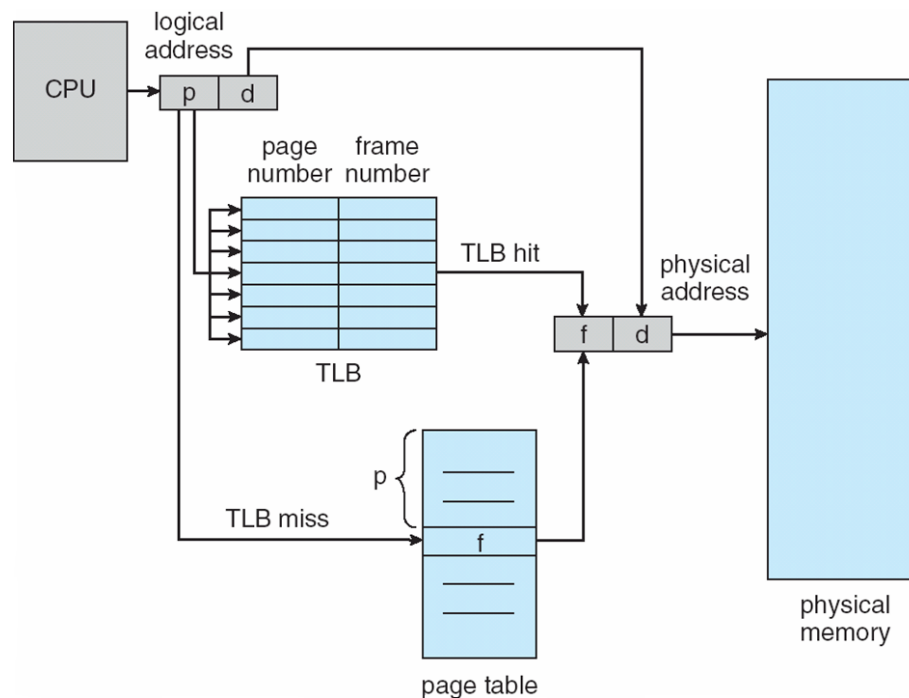 logical
address
CPU
p d
page
number
frame
number
TLB hit
physical
address
f d
TLB
p
TLB miss
f
physical
memory
page table